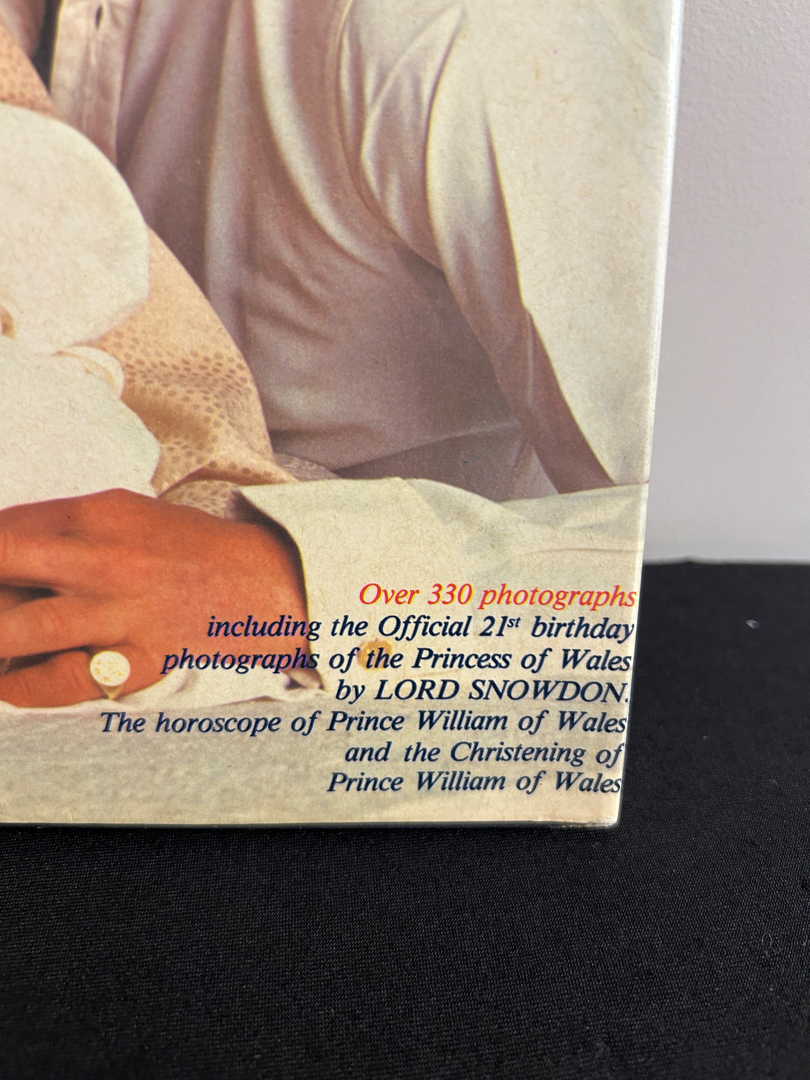 Over 330 photographs
including the Official 21st birthday
photographs of the Princess of Wales
by LORD SNOWDON.
The horoscope of Prince William of Wales
and the Christening of
Prince William of Wales